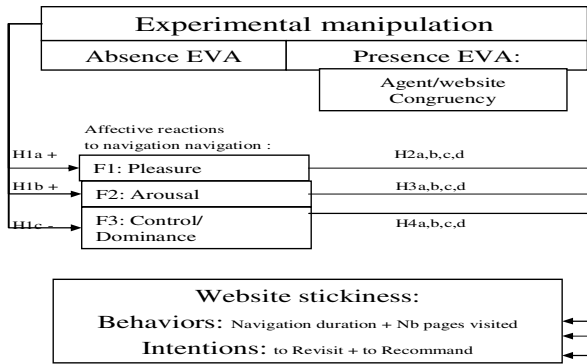 Experimental manipulation
Absence EVA
Presence EVA:
Agent/website
Congruency
Affective reactions
to navigation navigation :
H1a +
F1: Pleasure
H2a,b,c,d
H1b +
F2: Arousal
H3a,b,c,d
H1c -
F3: Control/
Dominance
H4a,b,c,d
Website stickiness:
Behaviors: Navigation duration + Nb pages visited
Intentions: to Revisit + to Recommand